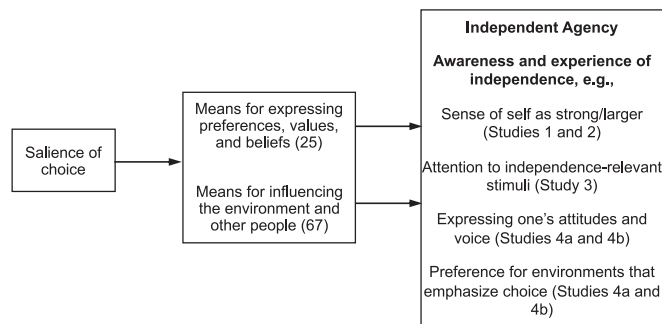 Salience of
choice
Means for expressing
preferences, values,
and beliefs (25)
Means for influencing
the environment and
other people (67)
Independent Agency
Awareness and experience of
independence, e.g.,
Sense of self as strong/larger
(Studies 1 and 2)
Attention to independence-relevant
stimuli (Study 3)
Expressing one's attitudes and
voice (Studies 4a and 4b)
Preference for environments that
emphasize choice (Studies 4a and
4b)